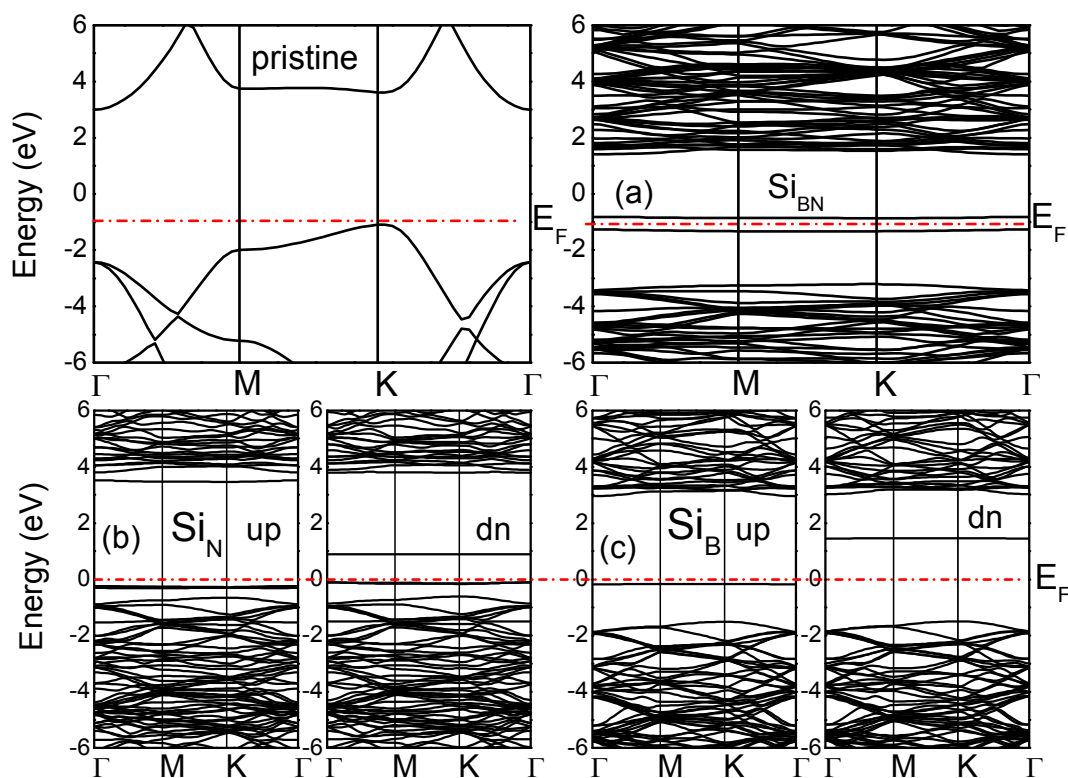 6
4
2
0
-2
-4
-6
Energy (eV)
pristine
E_F
Γ M K Γ
6
4
2
0
-2
-4
-6
(a) Si_BN
E_F
Γ M K Γ
6
4
2
0
-2
-4
-6
Energy (eV)
(b) Si_N up
Γ M K Γ
6
4
2
0
-2
-4
-6
dn
Γ M K Γ
6
4
2
0
-2
-4
-6
(c) Si_B up
Γ M K Γ
6
4
2
0
-2
-4
-6
dn
E_F
Γ M K Γ